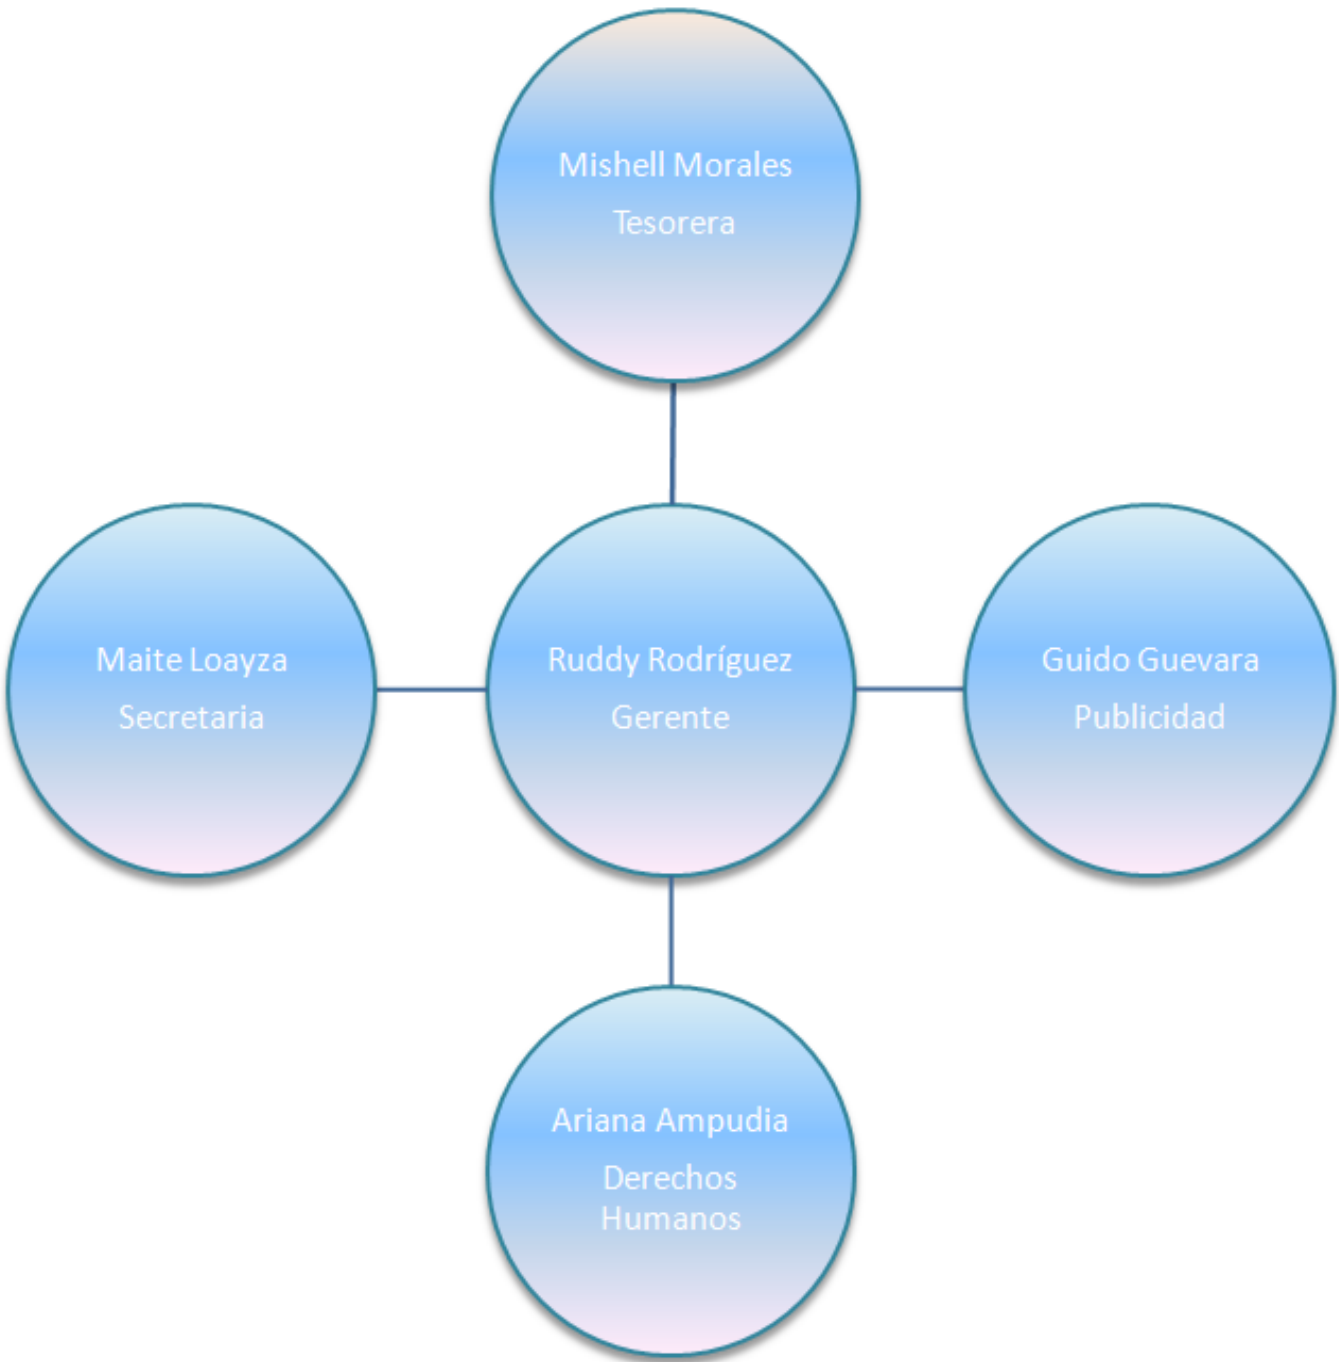 Mishell Morales
Tesorera
Maite Loayza
Secretaria
Ruddy Rodríguez
Gerente
Guido Guevara
Publicidad
Ariana Ampudia
Derechos
Humanos